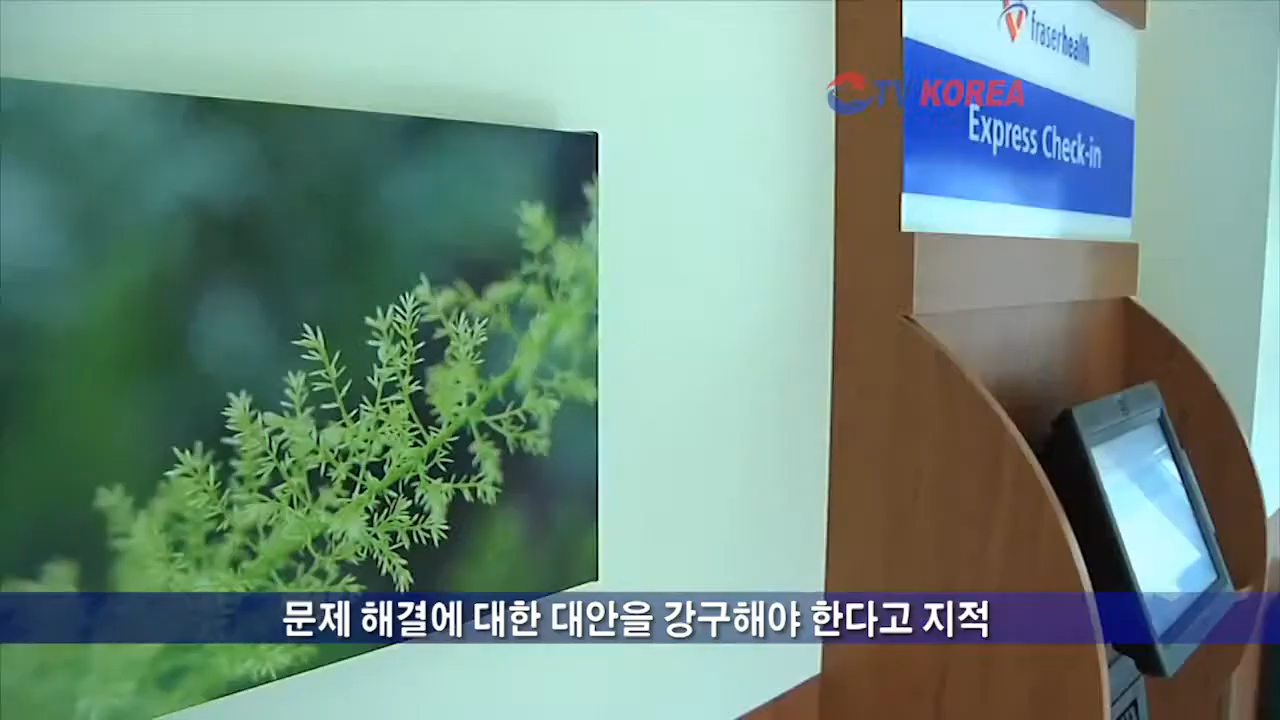 fraserhealth
TV KOREA
Express Check-in
문제 해결에 대한 대안을 강구해야 한다고 지적